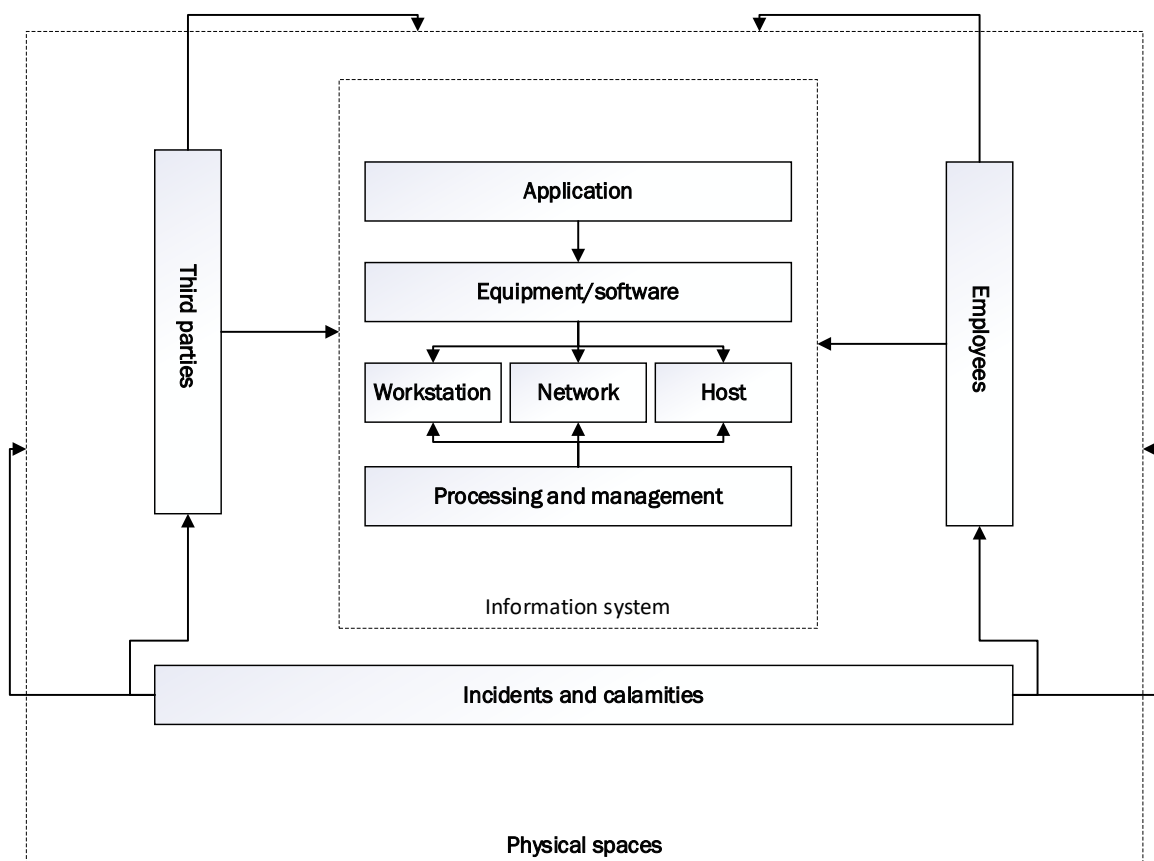 Application
Third parties
Equipment/software
Employees
Workstation
Network
Host
Processing and management
Information system
Incidents and calamities
Physical spaces